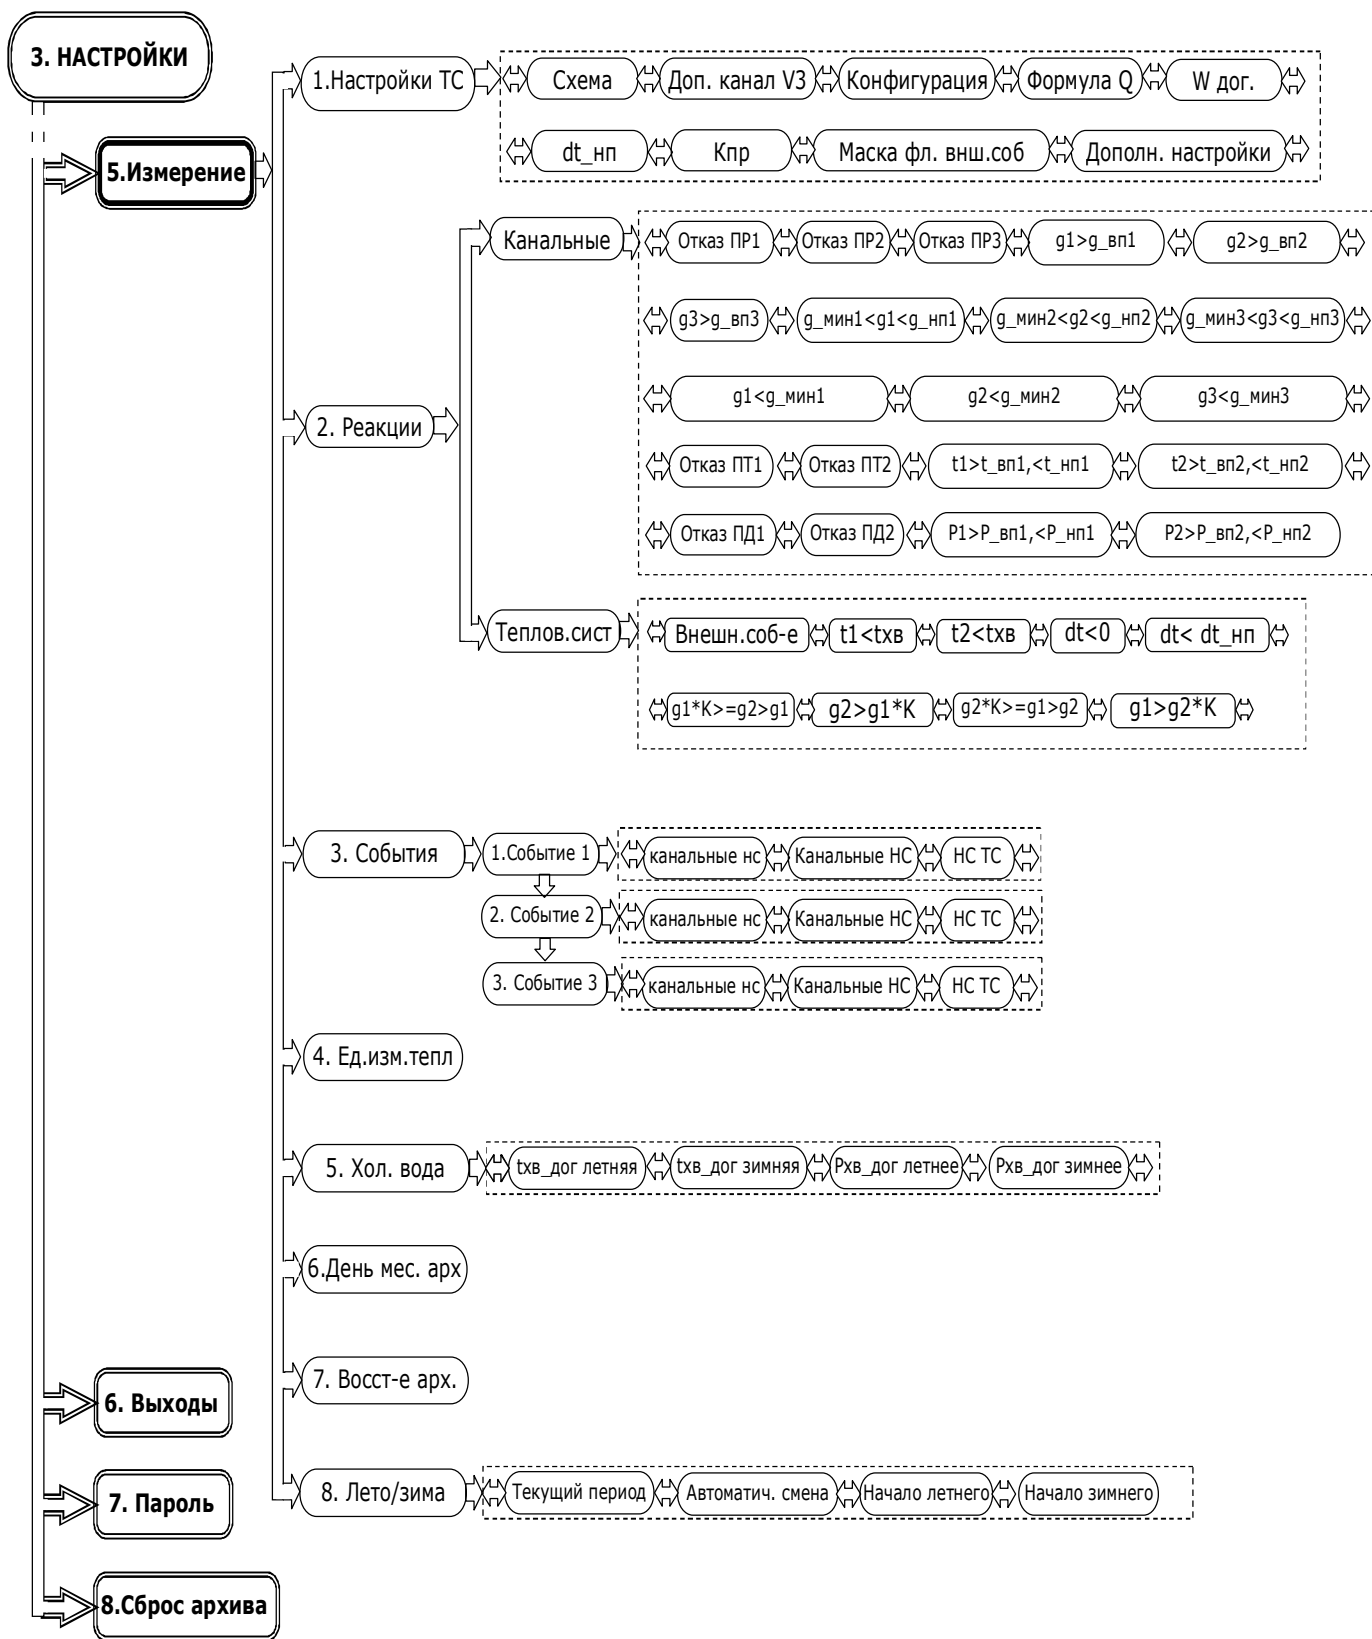 3. НАСТРОЙКИ
1.Настройки ТС
Схема
Доп. канал V3
Конфигурация
Формула Q
W дог.
dt_нп
Кпр
Маска фл. внш.соб
Дополн. настройки
5.Измерение
Канальные
Отказ ПР1
Отказ ПР2
Отказ ПР3
g1>g_вп1
g2>g_вп2
g3>g_вп3
g_мин1<g1<g_нп1
g_мин2<g2<g_нп2
g_мин3<g3<g_нп3
g1<g_мин1
g2<g_мин2
g3<g_мин3
2. Реакции
Отказ ПТ1
Отказ ПТ2
t1>t_вп1,<t_нп1
t2>t_вп2,<t_нп2
Отказ ПД1
Отказ ПД2
P1>P_вп1,<P_нп1
P2>P_вп2,<P_нп2
Теплов.сист
Внешн.соб-е
t1<tхв
t2<tхв
dt<0
dt< dt_нп
g1*K>=g2>g1
g2>g1*K
g2*K>=g1>g2
g1>g2*K
3. События
1.Событие 1
канальные нс
Канальные НС
НС ТС
2. Событие 2
канальные нс
Канальные НС
НС ТС
3. Событие 3
канальные нс
Канальные НС
НС ТС
4. Ед.изм.тепл
5. Хол. вода
tхв_дог летняя
tхв_дог зимняя
Pхв_дог летнее
Pхв_дог зимнее
6.День мес. арх
7. Восст-е арх.
6. Выходы
8. Лето/зима
Текущий период
Автоматич. смена
Начало летнего
Начало зимнего
7. Пароль
8.Сброс архива